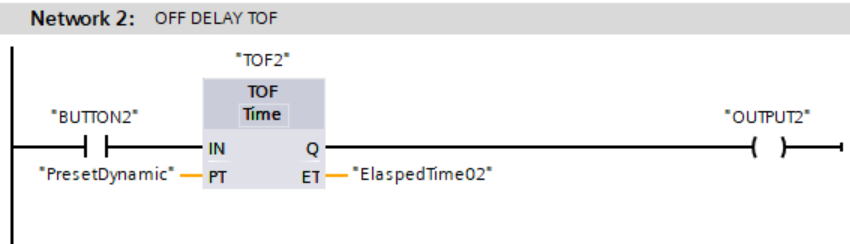 Network 2: OFF DELAY TOF
"TOF2"
TOF
Time
"BUTTON2"
"OUTPUT2"
IN Q
"PresetDynamic" PT ET "ElaspedTime02"